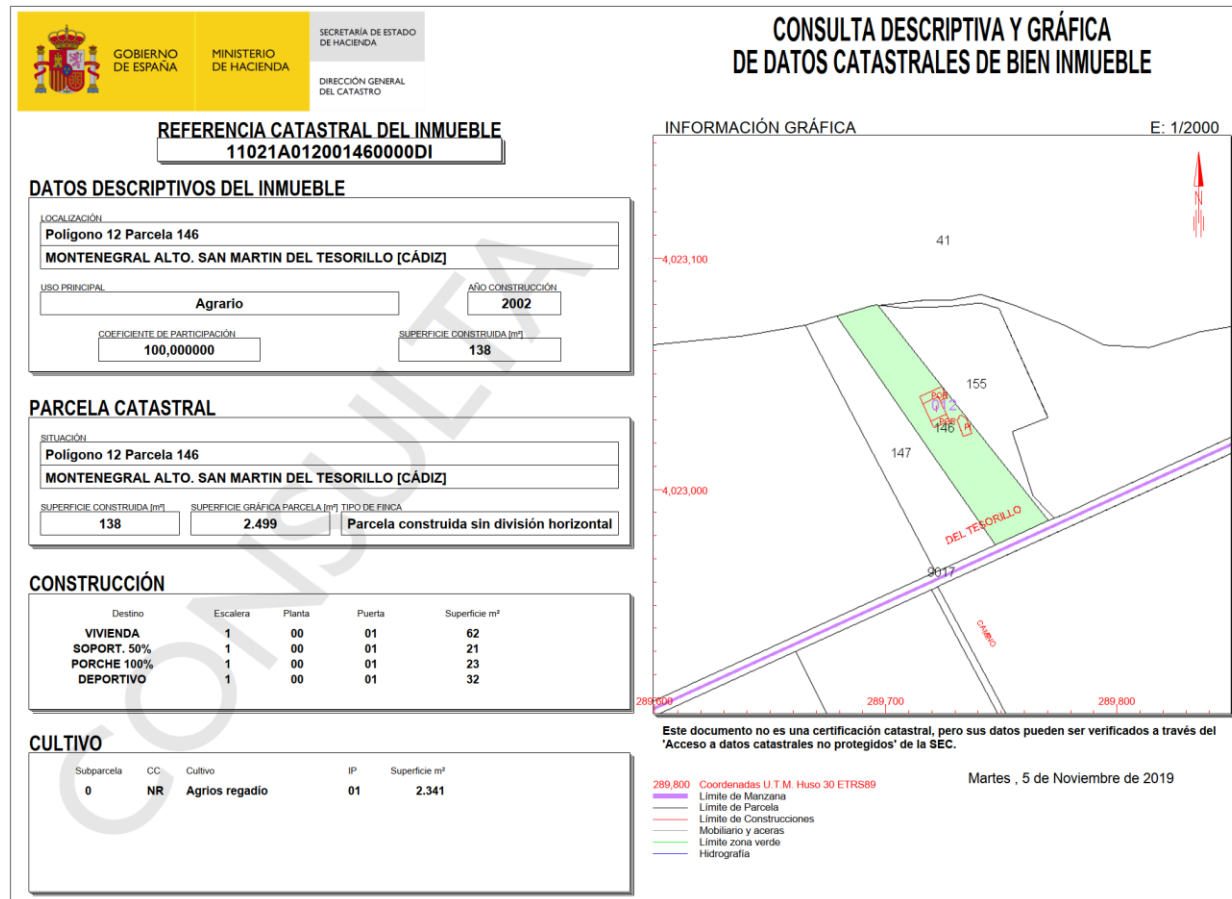 GOBIERNO
DE ESPAÑA
MINISTERIO
DE HACIENDA
SECRETARÍA DE ESTADO
DE HACIENDA
DIRECCIÓN GENERAL
DEL CATASTRO
CONSULTA DESCRIPTIVA Y GRÁFICA
DE DATOS CATASTRALES DE BIEN INMUEBLE
REFERENCIA CATASTRAL DEL INMUEBLE
11021A012001460000DI
DATOS DESCRIPTIVOS DEL INMUEBLE
LOCALIZACIÓN
Polígono 12 Parcela 146
MONTENEGRAL ALTO. SAN MARTIN DEL TESORILLO [CÁDIZ]
USO PRINCIPAL AÑO CONSTRUCCIÓN
Agrario 2002
COEFICIENTE DE PARTICIPACIÓN SUPERFICIE CONSTRUIDA [m²]
100,000000 138
PARCELA CATASTRAL
SITUACIÓN
Polígono 12 Parcela 146
MONTENEGRAL ALTO. SAN MARTIN DEL TESORILLO [CÁDIZ]
SUPERFICIE CONSTRUIDA [m²] SUPERFICIE GRÁFICA PARCELA [m²] TIPO DE FINCA
138 2.499 Parcela construida sin división horizontal
CONSTRUCCIÓN
Destino Escalera Planta Puerta Superficie m²
VIVIENDA 1 00 01 62
SOPORT. 50% 1 00 01 21
PORCHE 100% 1 00 01 23
DEPORTIVO 1 00 01 32
CULTIVO
Subparcela CC Cultivo IP Superficie m²
0 NR Agrios regadío 01 2.341
CONSULTA
INFORMACIÓN GRÁFICA E: 1/2000
N
41
4,023,100
155
POR
012
146
PI
147
4,023,000
DEL TESORILLO
9017
CAMINO
289,600 289,700 289,800
Este documento no es una certificación catastral, pero sus datos pueden ser verificados a través del
'Acceso a datos catastrales no protegidos' de la SEC.
289,800 Coordenadas U.T.M. Huso 30 ETRS89
Límite de Manzana
Límite de Parcela
Límite de Construcciones
Mobiliario y aceras
Límite zona verde
Hidrografía
Martes , 5 de Noviembre de 2019